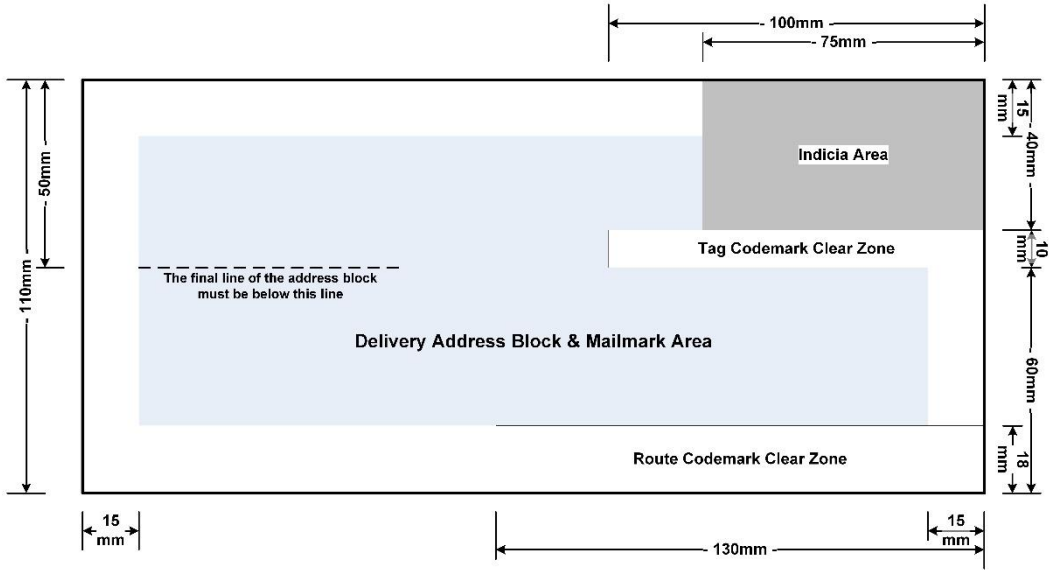 100mm
75mm
15
mm
40mm
Indicia Area
50mm
Tag Codemark Clear Zone
10
mm
The final line of the address block
must be below this line
110mm
Delivery Address Block & Mailmark Area
60mm
Route Codemark Clear Zone
18
mm
15
mm
15
mm
130mm